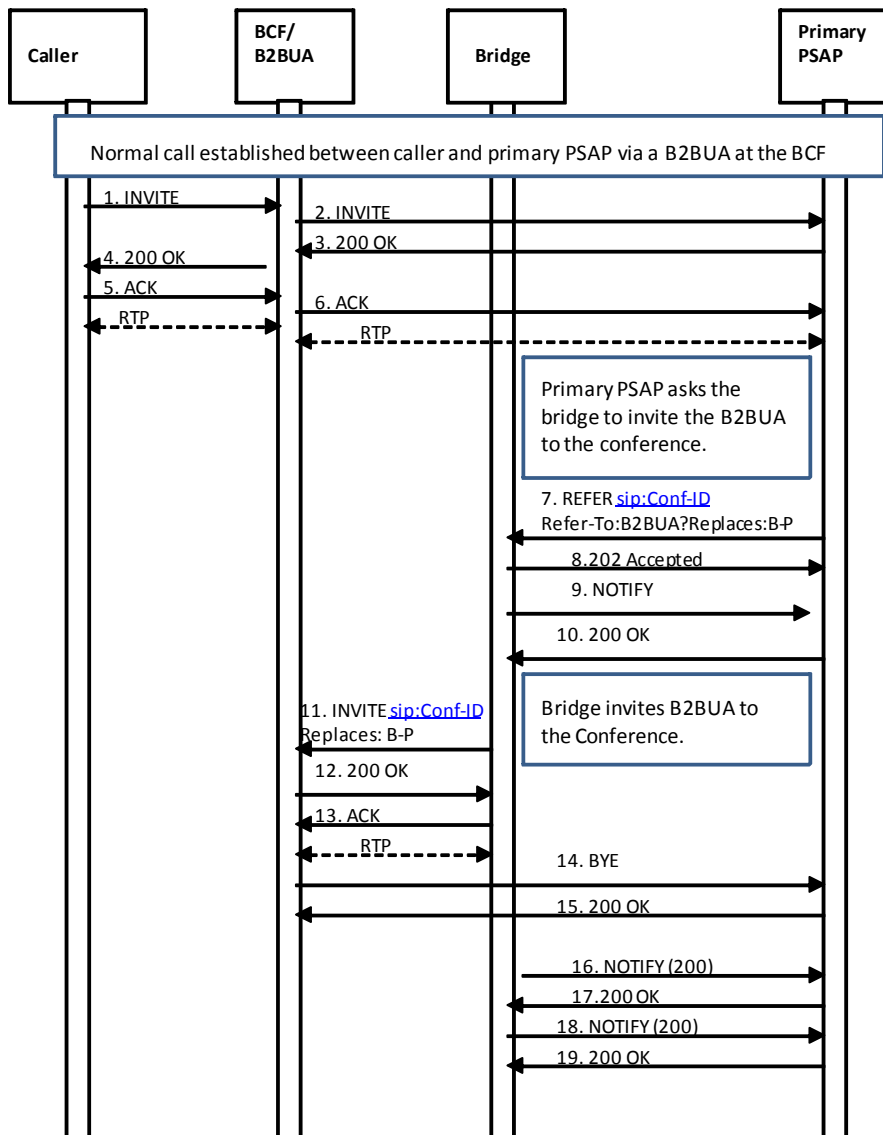 Caller
BCF/
B2BUA
Bridge
Primary
PSAP
Normal call established between caller and primary PSAP via a B2BUA at the BCF
1. INVITE
2. INVITE
3. 200 OK
4. 200 OK
5. ACK
6. ACK
RTP
RTP
Primary PSAP asks the
bridge to invite the B2BUA
to the conference.
7. REFER sip:Conf-ID
Refer-To:B2BUA?Replaces:B-P
8.202 Accepted
9. NOTIFY
10. 200 OK
11. INVITE sip:Conf-ID
Replaces: B-P
Bridge invites B2BUA to
the Conference.
12. 200 OK
13. ACK
RTP
14. BYE
15. 200 OK
16. NOTIFY (200)
17.200 OK
18. NOTIFY (200)
19. 200 OK